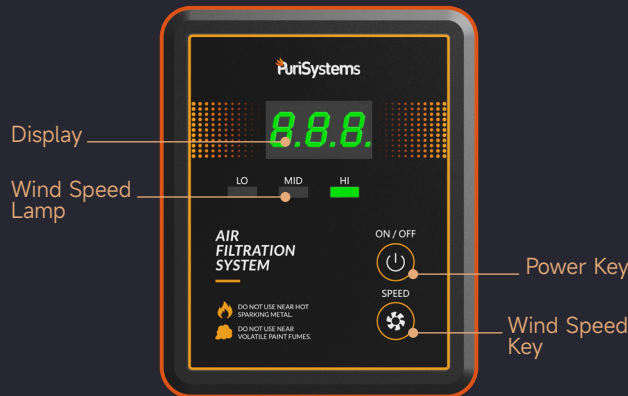 PuriSystems
8.8.8.
Display
LO MID HI
Wind Speed
Lamp
AIR
FILTRATION
SYSTEM
ON / OFF
Power Key
SPEED
DO NOT USE NEAR HOT
SPARKING METAL.
DO NOT USE NEAR
VOLATILE PAINT FUMES.
Wind Speed
Key